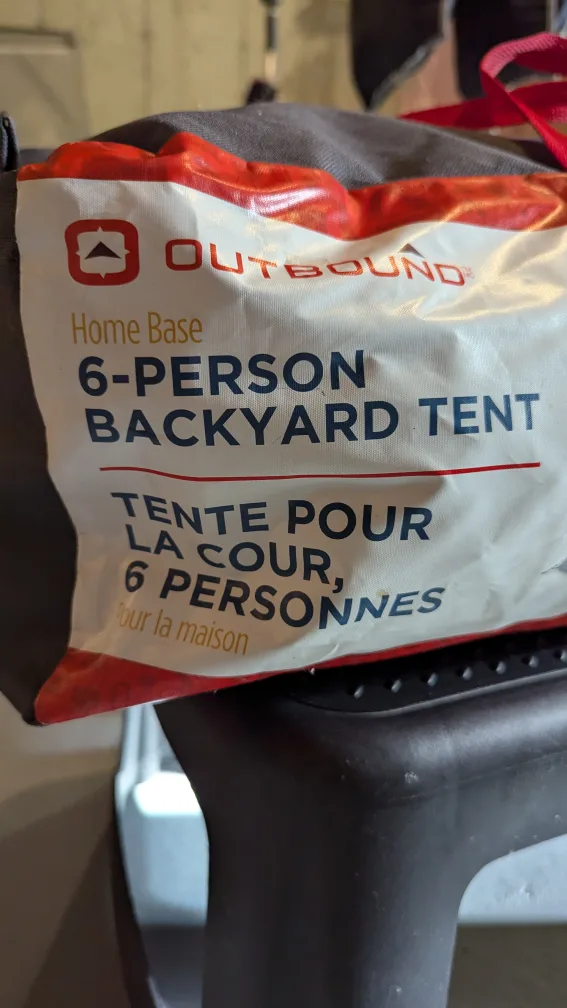 OUTBOUND
Home Base
6-PERSON
BACKYARD TENT
TENTE POUR
LA COUR,
6 PERSONNES
Pour la maison